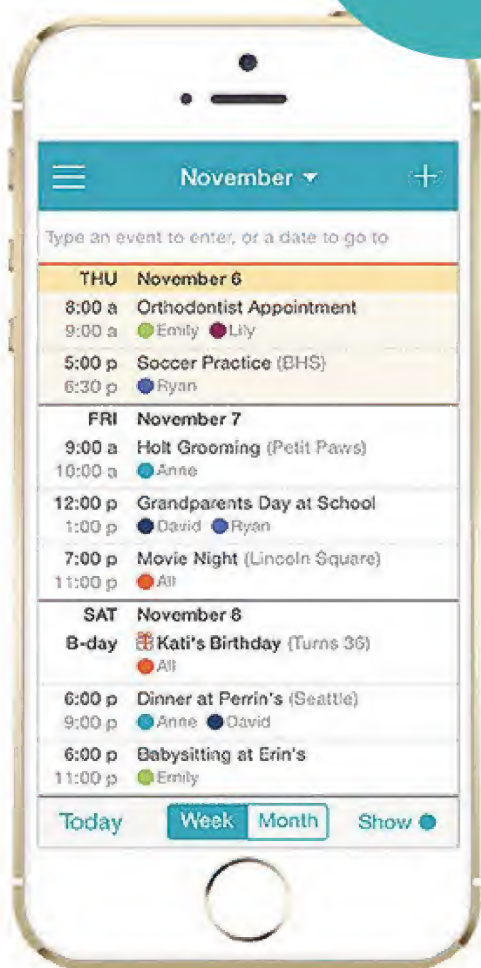 November
Type an event to enter, or a date to go to
THU November 6
8:00 a Orthodontist Appointment
9:00 a Emily Lily
5:00 p Soccer Practice (BHS)
6:30 p Ryan
FRI November 7
9:00 a Holt Grooming (Petit Paws)
10:00 a Anne
12:00 p Grandparents Day at School
1:00 p David Ryan
7:00 p Movie Night (Lincoln Square)
11:00 p All
SAT November 8
B-day Kati's Birthday (Turns 36)
All
6:00 p Dinner at Perrin's (Seattle)
9:00 p Anne David
6:00 p Babysitting at Erin's
11:00 p Emily
Today Week Month Show